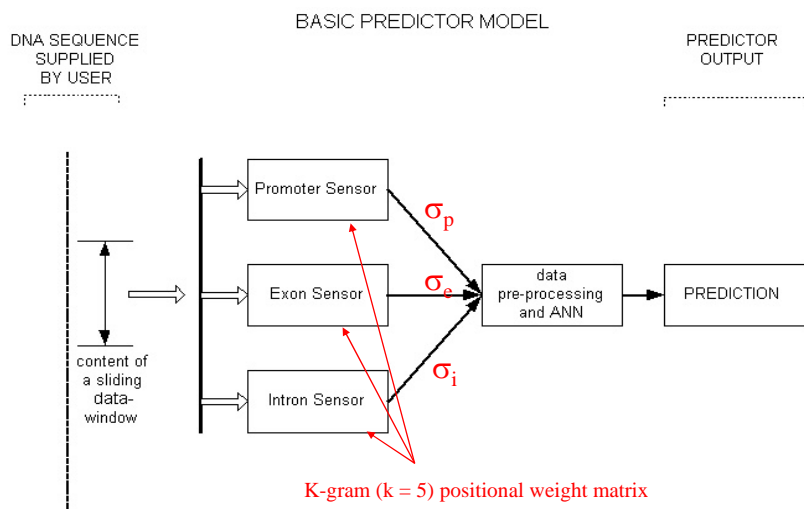 BASIC PREDICTOR MODEL
DNA SEQUENCE
SUPPLIED
BY USER
PREDICTOR
OUTPUT
Promoter Sensor
σp
Exon Sensor
σe
data
pre-processing
and ANN
PREDICTION
content of
a sliding
data-
window
Intron Sensor
σi
K-gram (k = 5) positional weight matrix